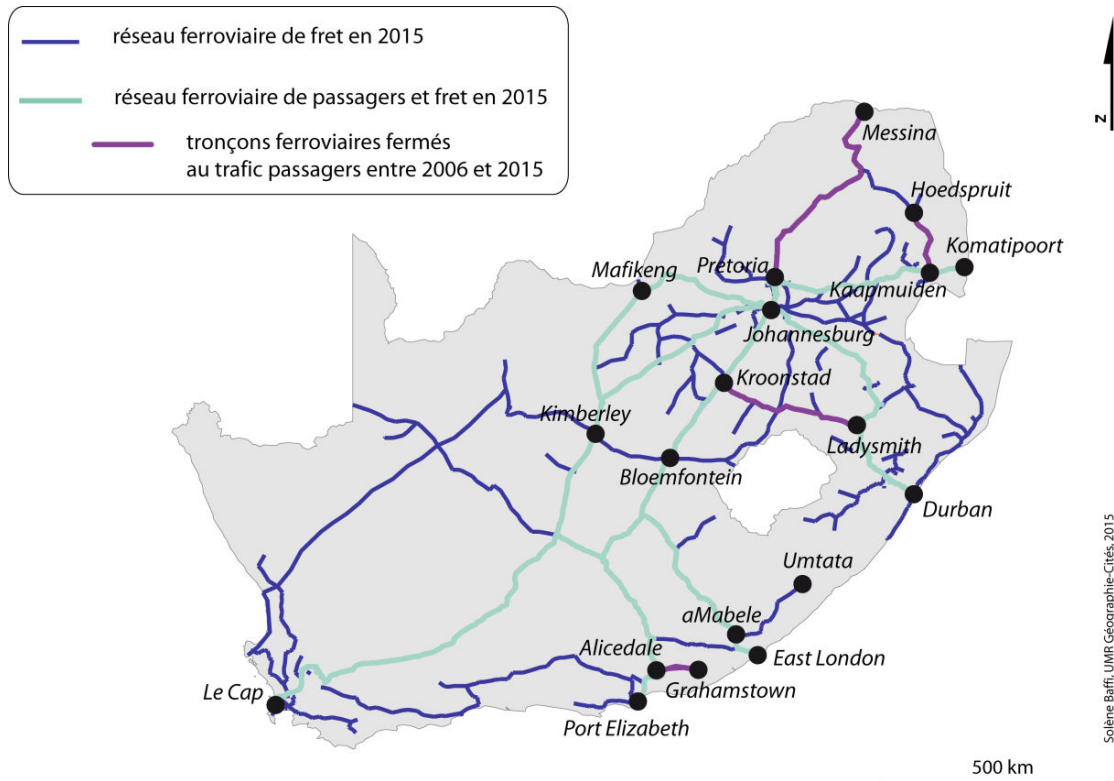 réseau ferroviaire de fret en 2015
réseau ferroviaire de passagers et fret en 2015
tronçons ferroviaires fermés
au trafic passagers entre 2006 et 2015
N
Messina
Hoedspruit
Komatipoort
Pretoria
Mafikeng
Kaapmuiden
Johannesburg
Kroonstad
Kimberley
Ladysmith
Bloemfontein
Durban
Umtata
aMabele
Alicedale
East London
Grahamstown
Le Cap
Port Elizabeth
Solène Baffi, UMR Géographie-Cités, 2015
500 km